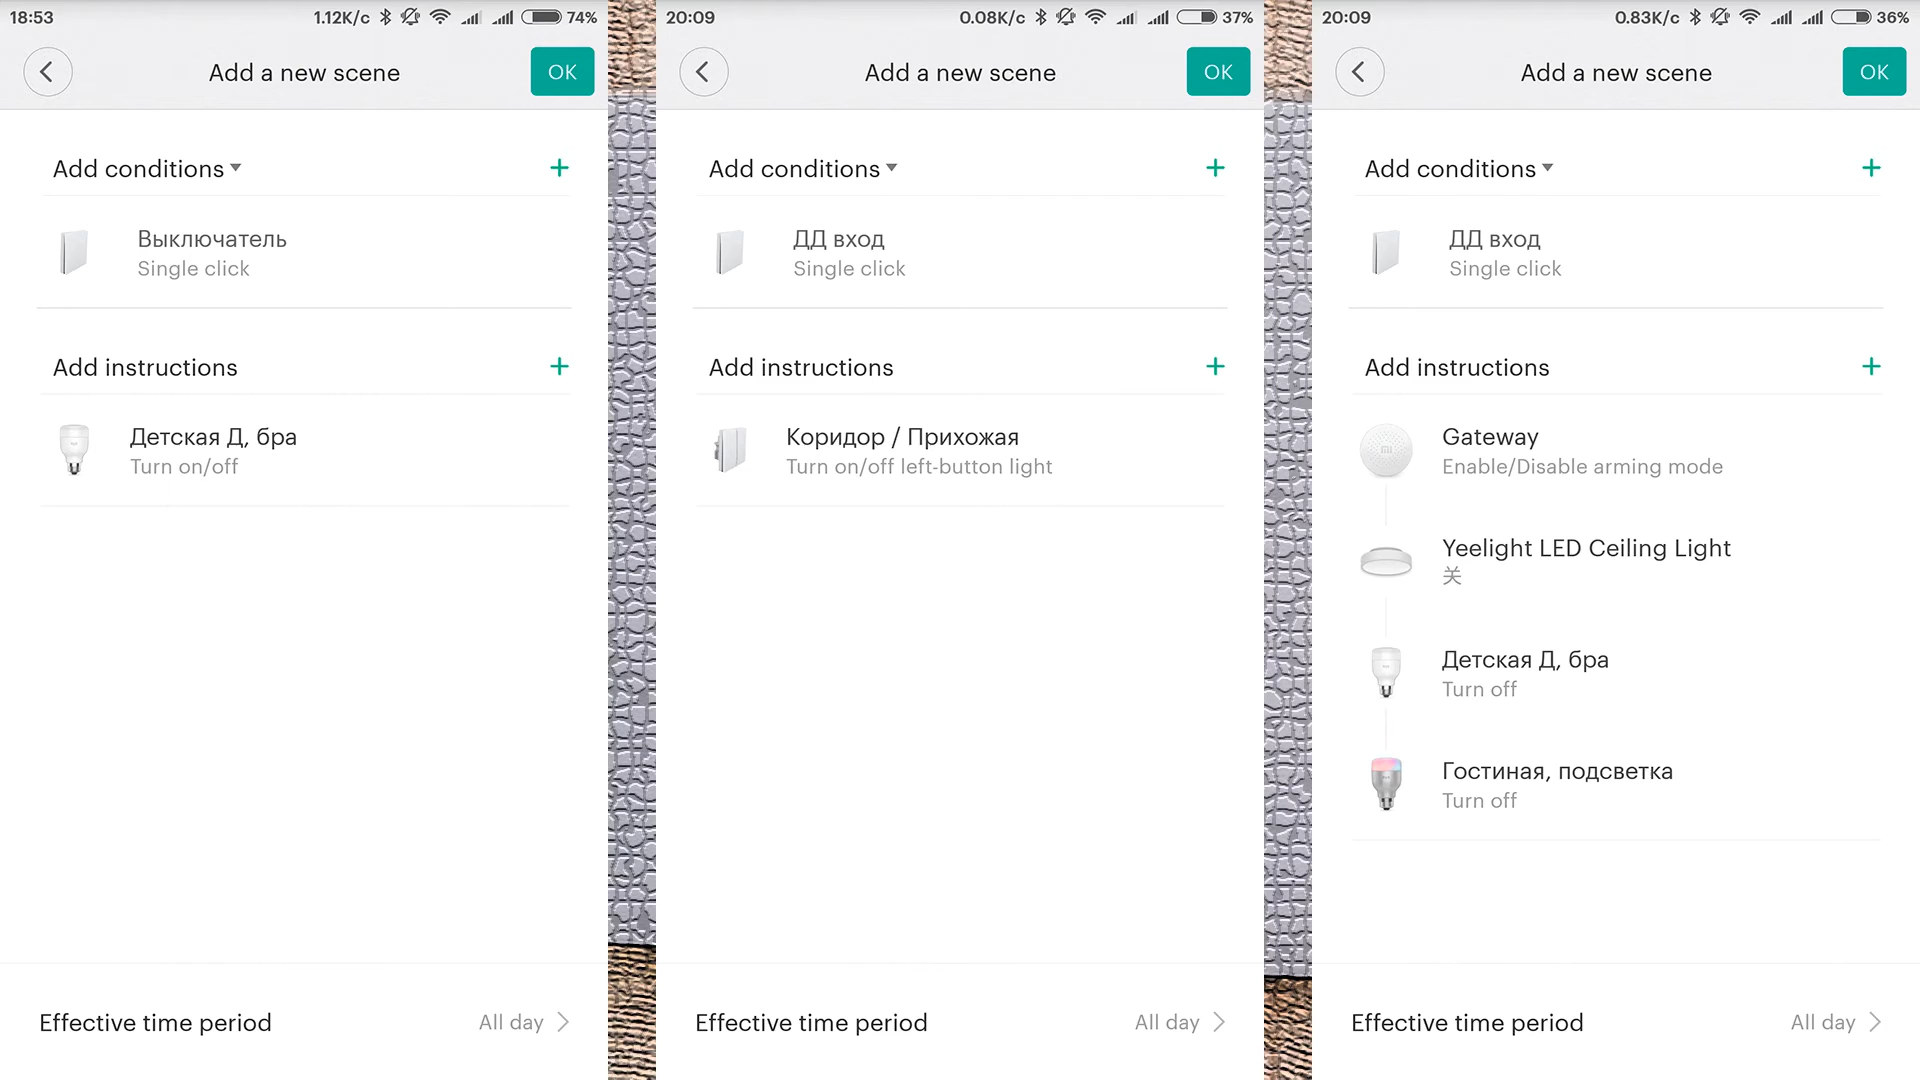 18:53
1.12K/c
74%
Add a new scene
OK
Add conditions
Выключатель
Single click
Add instructions
Детская Д, бра
Turn on/off
Effective time period
All day
20:09
0.08K/c
37%
Add a new scene
OK
Add conditions
ДД вход
Single click
Add instructions
Коридор / Прихожая
Turn on/off left-button light
Effective time period
All day
20:09
0.83K/c
36%
Add a new scene
OK
Add conditions
ДД вход
Single click
Add instructions
Gateway
Enable/Disable arming mode
Yeelight LED Ceiling Light
关
Детская Д, бра
Turn off
Гостиная, подсветка
Turn off
Effective time period
All day